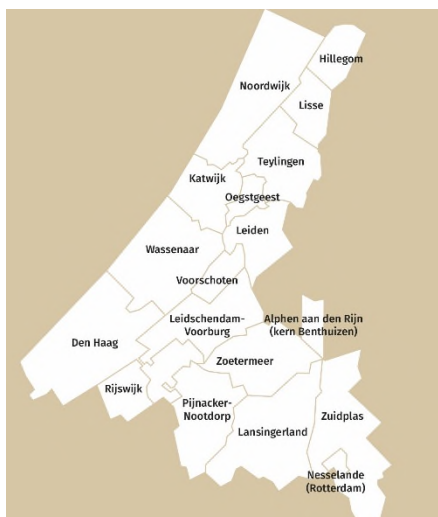 Hillegom
Noordwijk
Lisse
Teylingen
Katwijk
Oegstgeest
Leiden
Wassenaar
Voorschoten
Leidschendam-
Voorburg
Alphen aan den Rijn
(kern Benthuizen)
Den Haag
Zoetermeer
Rijswijk
Pijnacker-
Nootdorp
Zuidplas
Lansingerland
Nesselande
(Rotterdam)